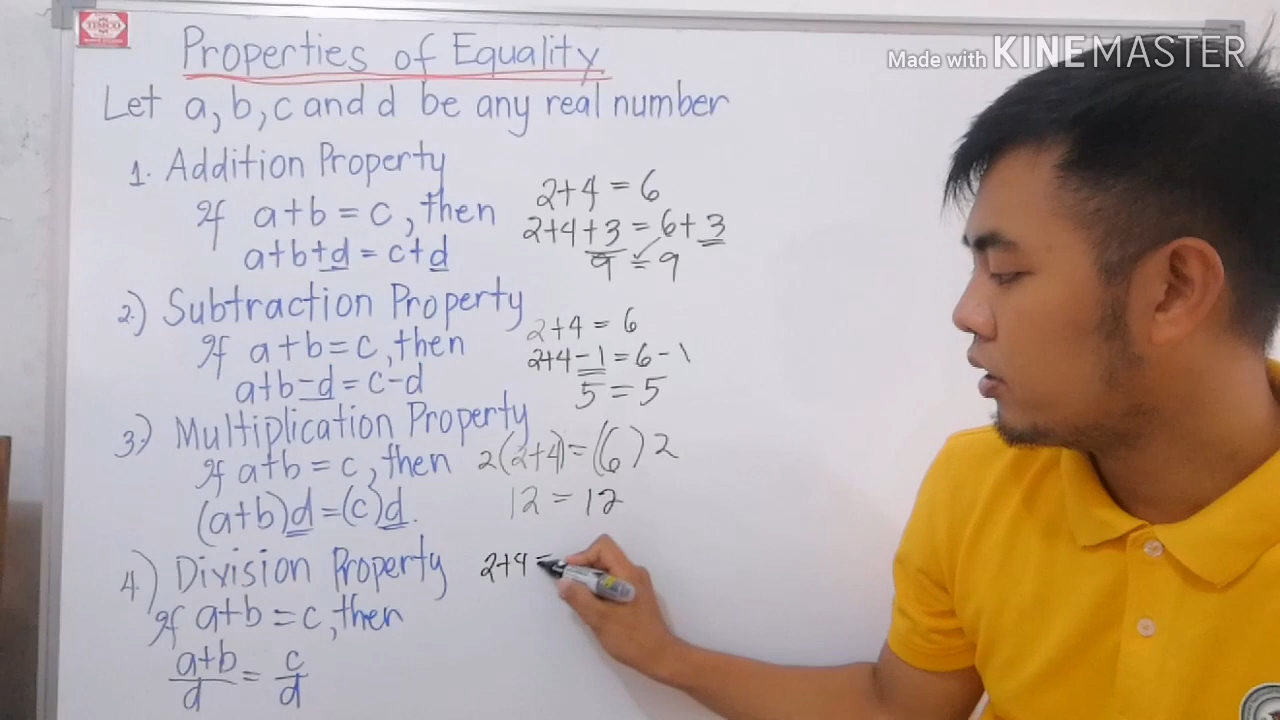 TEMCO
Made with KINEMASTER
Properties of Equality
Let a, b, c and d be any real number
1. Addition Property
If a+b = c, then
a+b+d = c+d
2+4 = 6
2+4+3 = 6+3
9 = 9
2.) Subtraction Property
If a+b=c, then
a+b-d = c-d
2+4 = 6
2+4-1 = 6-1
5 = 5
3.) Multiplication Property
If a+b = c, then
(a+b)d = (c)d.
2(2+4) = (6)2
12 = 12
4.) Division Property
If a+b = c, then
a+b/d = c/d
2+4 =